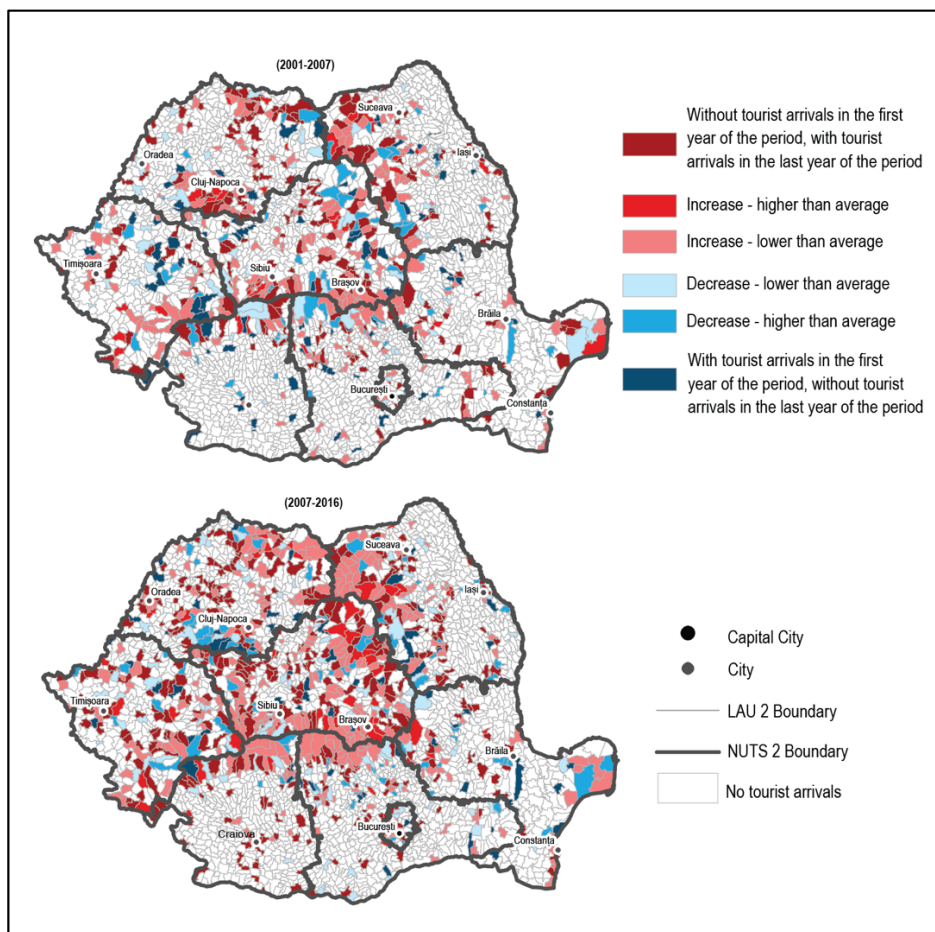 (2001-2007)
Suceava
Iași
Oradea
Cluj-Napoca
Timișoara
Sibiu
Brașov
Brăila
București
Constanța
Without tourist arrivals in the first
year of the period, with tourist
arrivals in the last year of the period
Increase - higher than average
Increase - lower than average
Decrease - lower than average
Decrease - higher than average
With tourist arrivals in the first
year of the period, without tourist
arrivals in the last year of the period
(2007-2016)
Suceava
Iași
Oradea
Cluj-Napoca
Timișoara
Sibiu
Brașov
Brăila
Craiova
București
Constanța
Capital City
City
LAU 2 Boundary
NUTS 2 Boundary
No tourist arrivals